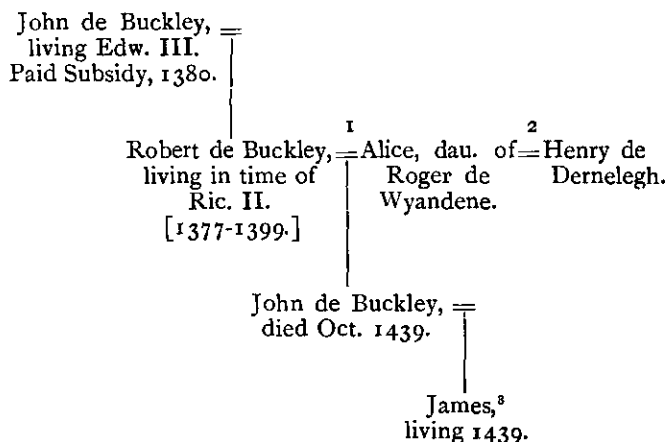 John de Buckley, =
living Edw. III.
Paid Subsidy, 1380.
1 2
Robert de Buckley, = Alice, dau. of = Henry de
living in time of Roger de Dernelegh.
Ric. II. Wyandene.
[1377-1399.]
John de Buckley, =
died Oct. 1439.
James,³
living 1439.